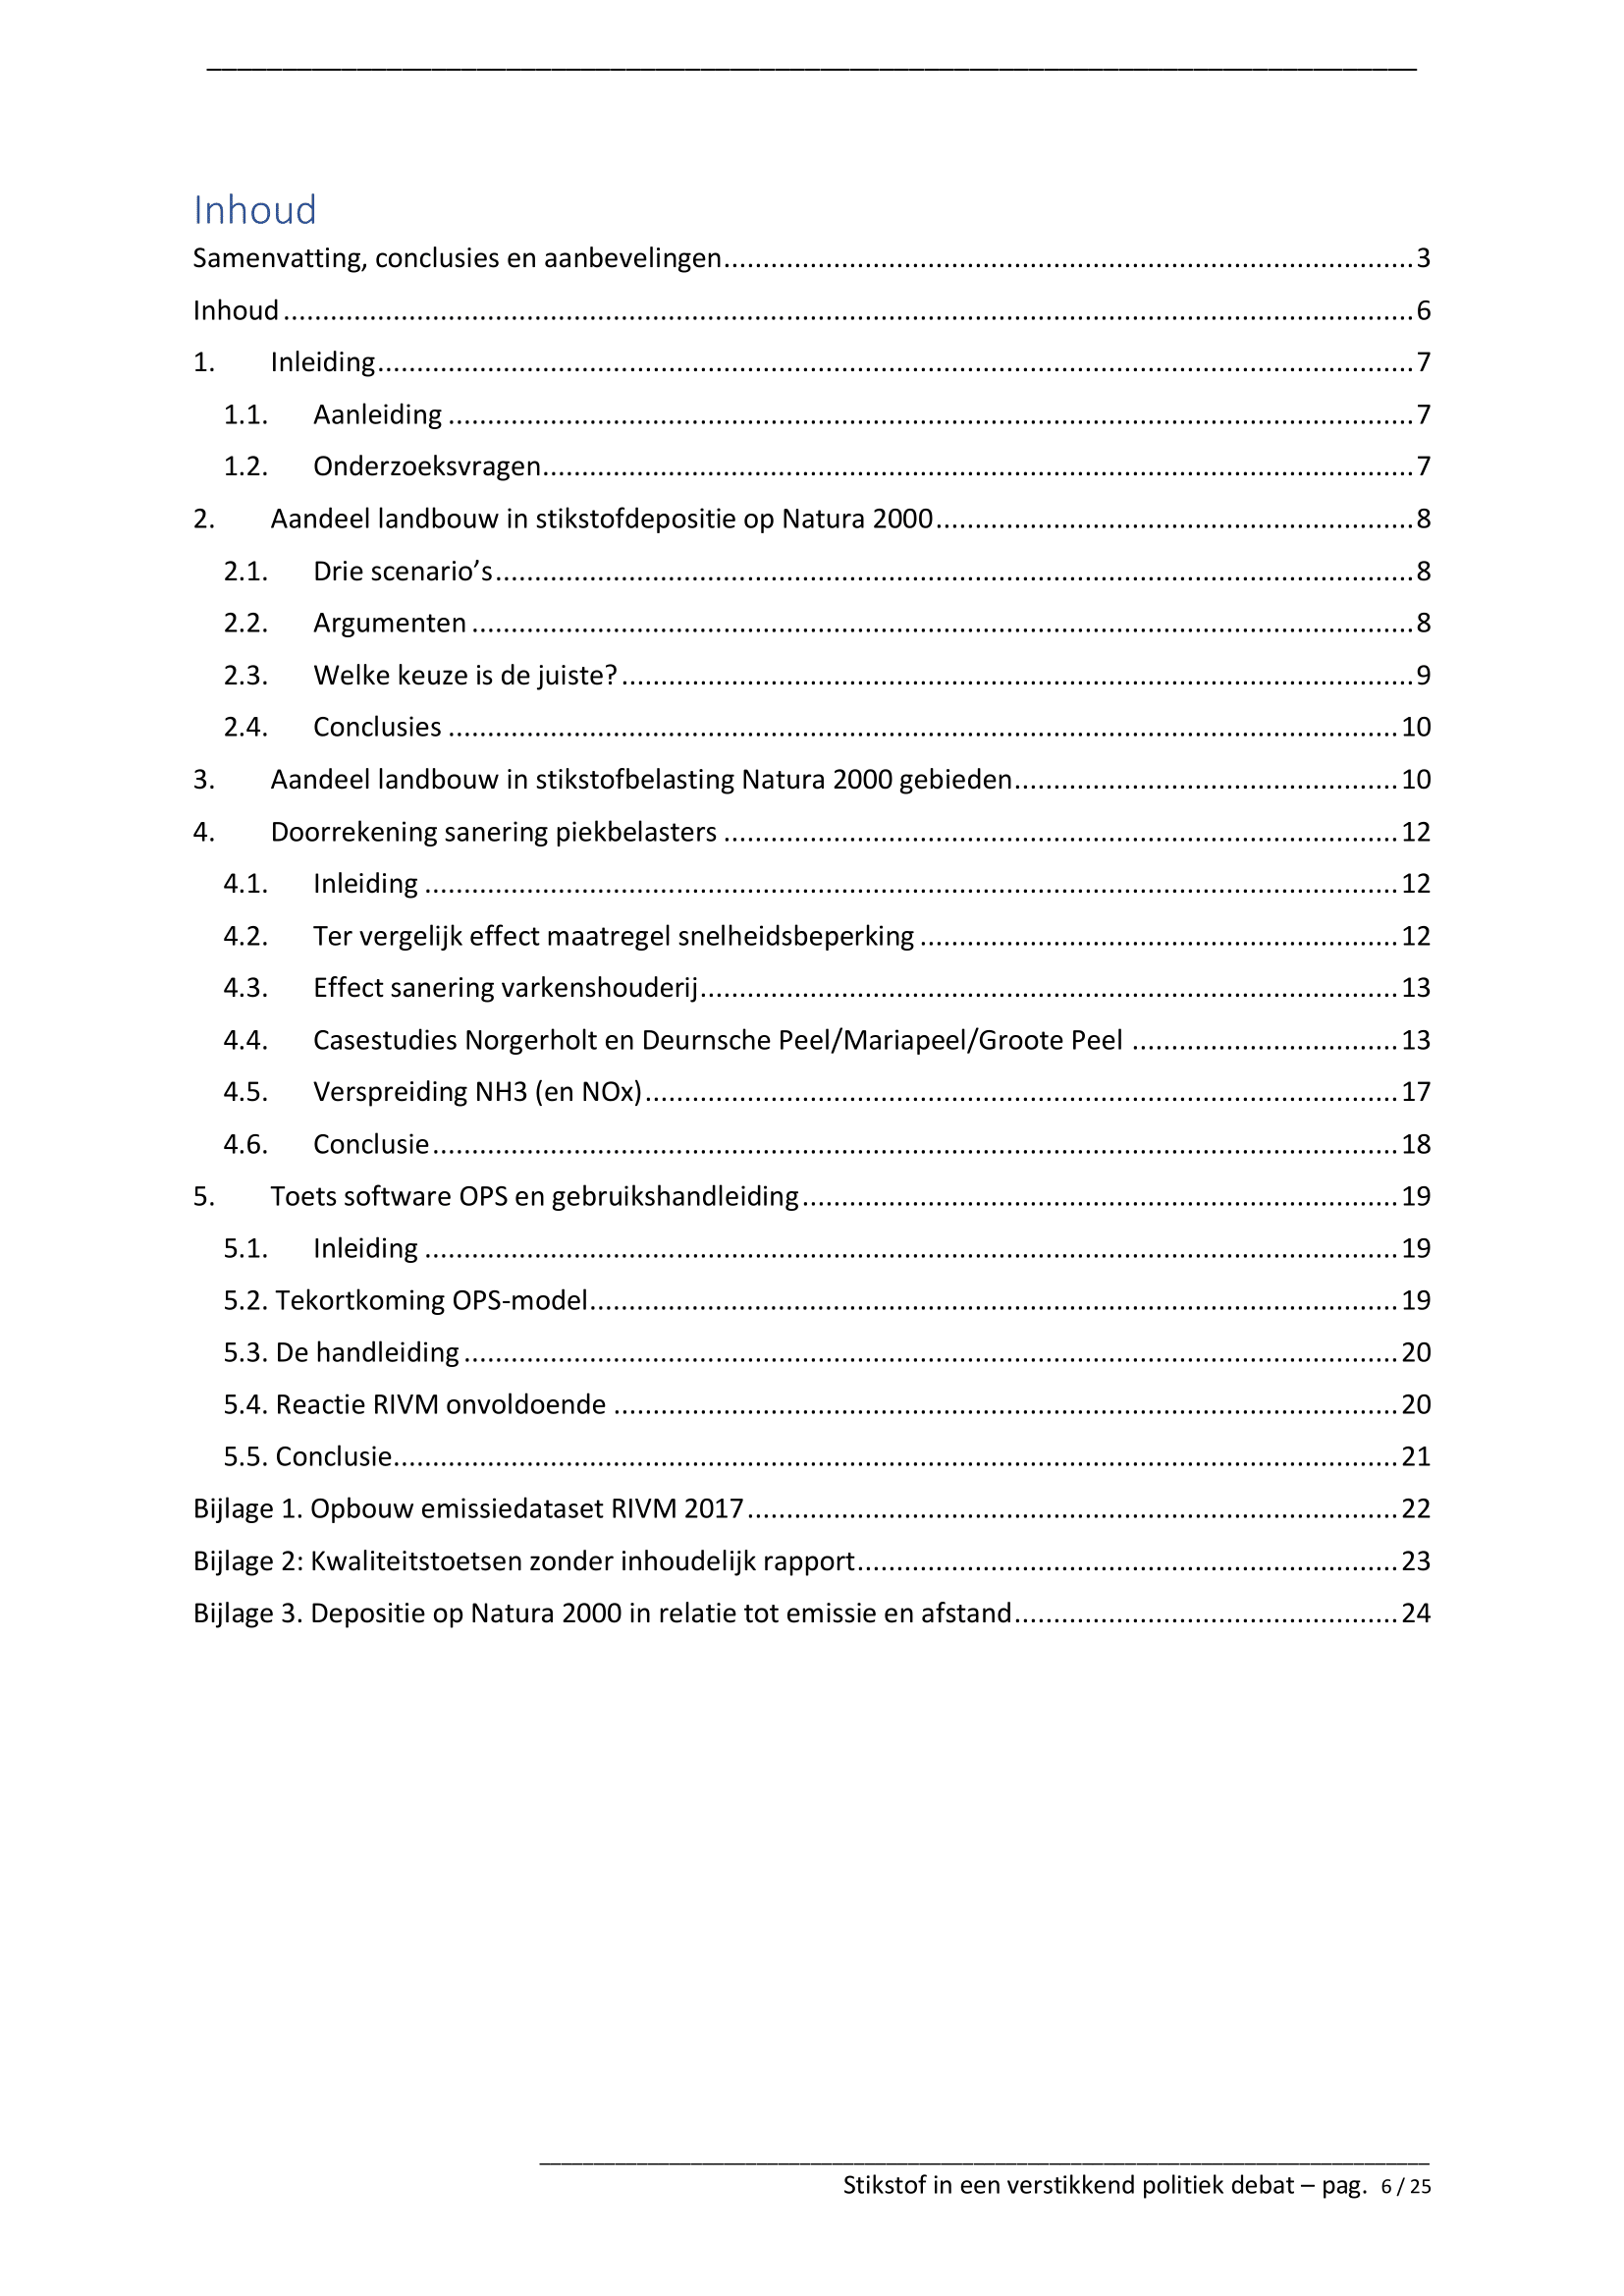 Inhoud
Samenvatting, conclusies en aanbevelingen 3
Inhoud 6
1. Inleiding 7
1.1. Aanleiding 7
1.2. Onderzoeksvragen 7
2. Aandeel landbouw in stikstofdepositie op Natura 2000 8
2.1. Drie scenario’s 8
2.2. Argumenten 8
2.3. Welke keuze is de juiste? 9
2.4. Conclusies 10
3. Aandeel landbouw in stikstofbelasting Natura 2000 gebieden 10
4. Doorrekening sanering piekbelasters 12
4.1. Inleiding 12
4.2. Ter vergelijk effect maatregel snelheidsbeperking 12
4.3. Effect sanering varkenshouderij 13
4.4. Casestudies Norgerholt en Deurnsche Peel/Mariapeel/Groote Peel 13
4.5. Verspreiding NH3 (en NOx) 17
4.6. Conclusie 18
5. Toets software OPS en gebruikshandleiding 19
5.1. Inleiding 19
5.2. Tekortkoming OPS-model 19
5.3. De handleiding 20
5.4. Reactie RIVM onvoldoende 20
5.5. Conclusie 21
Bijlage 1. Opbouw emissiedataset RIVM 2017 22
Bijlage 2: Kwaliteitstoetsen zonder inhoudelijk rapport 23
Bijlage 3. Depositie op Natura 2000 in relatie tot emissie en afstand 24
Stikstof in een verstikkend politiek debat – pag. 6 / 25